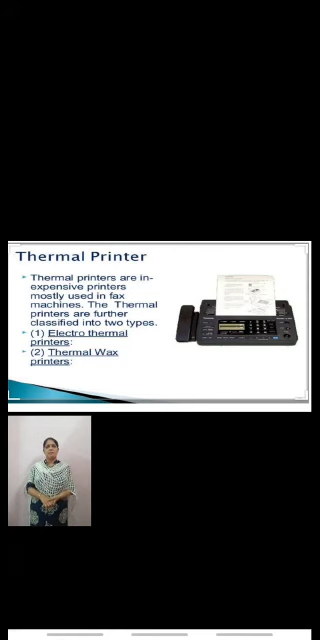 Thermal Printer
Thermal printers are in-
expensive printers
mostly used in fax
machines. The Thermal
printers are further
classified into two types.
(1) Electro thermal
printers:
(2) Thermal Wax
printers: